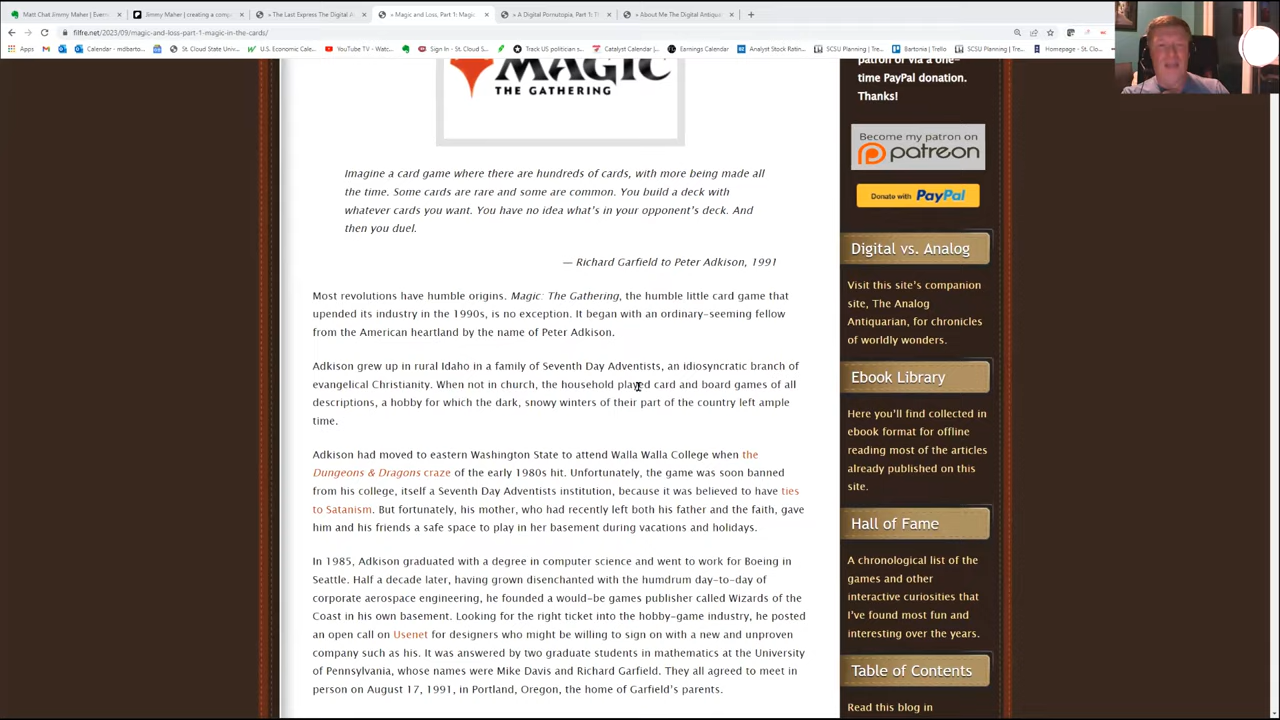 Matt Chat Jimmy Maher | Everr
Jimmy Maher | creating a comp
The Last Express The Digital A
Magic and Loss, Part 1: Magic
A Digital Pornutopia, Part 1: Th
About Me The Digital Antiqua
filfre.net/2023/09/magic-and-loss-part-1-magic-in-the-cards/
Apps
Calendar - mdbarto...
St. Cloud State Univ...
U.S. Economic Cale...
YouTube TV - Watc...
Sign In - St. Cloud S...
Track US politician s...
Catalyst Calendar |...
Earnings Calendar
Analyst Stock Ratin...
SCSU Planning | Tre...
Bartonia | Trello
SCSU Planning | Tre...
Homepage - St. Clo...
MAGIC
THE GATHERING
Imagine a card game where there are hundreds of cards, with more being made all
the time. Some cards are rare and some are common. You build a deck with
whatever cards you want. You have no idea what's in your opponent's deck. And
then you duel.
— Richard Garfield to Peter Adkison, 1991
Most revolutions have humble origins. Magic: The Gathering, the humble little card game that
upended its industry in the 1990s, is no exception. It began with an ordinary-seeming fellow
from the American heartland by the name of Peter Adkison.
Adkison grew up in rural Idaho in a family of Seventh Day Adventists, an idiosyncratic branch of
evangelical Christianity. When not in church, the household played card and board games of all
descriptions, a hobby for which the dark, snowy winters of their part of the country left ample
time.
Adkison had moved to eastern Washington State to attend Walla Walla College when the
Dungeons & Dragons craze of the early 1980s hit. Unfortunately, the game was soon banned
from his college, itself a Seventh Day Adventists institution, because it was believed to have ties
to Satanism. But fortunately, his mother, who had recently left both his father and the faith, gave
him and his friends a safe space to play in her basement during vacations and holidays.
In 1985, Adkison graduated with a degree in computer science and went to work for Boeing in
Seattle. Half a decade later, having grown disenchanted with the humdrum day-to-day of
corporate aerospace engineering, he founded a would-be games publisher called Wizards of the
Coast in his own basement. Looking for the right ticket into the hobby-game industry, he posted
an open call on Usenet for designers who might be willing to sign on with a new and unproven
company such as his. It was answered by two graduate students in mathematics at the University
of Pennsylvania, whose names were Mike Davis and Richard Garfield. They all agreed to meet in
person on August 17, 1991, in Portland, Oregon, the home of Garfield's parents.
patron or via a one-
time PayPal donation.
Thanks!
Become my patron on
patreon
Donate with PayPal
Digital vs. Analog
Visit this site's companion
site, The Analog
Antiquarian, for chronicles
of worldly wonders.
Ebook Library
Here you'll find collected in
ebook format for offline
reading most of the articles
already published on this
site.
Hall of Fame
A chronological list of the
games and other
interactive curiosities that
I've found most fun and
interesting over the years.
Table of Contents
Read this blog in